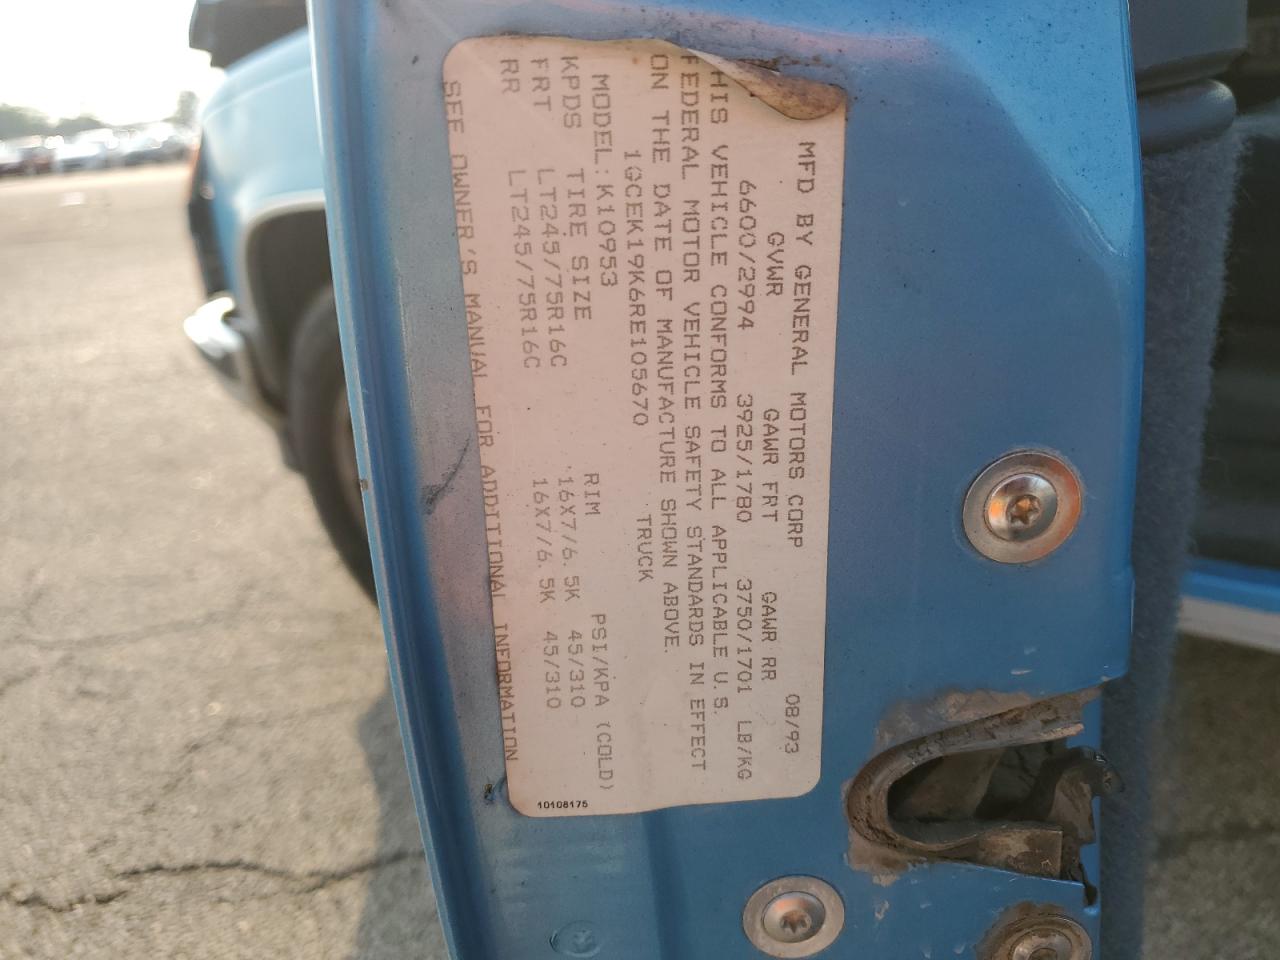 MFD BY GENERAL MOTORS CORP 08/93
GVWR GAWR FRT GAWR RR
6600/2994 3925/1780 3750/1701 LB/KG
THIS VEHICLE CONFORMS TO ALL APPLICABLE U.S.
FEDERAL MOTOR VEHICLE SAFETY STANDARDS IN EFFECT
ON THE DATE OF MANUFACTURE SHOWN ABOVE.
1GCEK19K6RE105670 TRUCK
MODEL:K10953
KPDS TIRE SIZE RIM PSI/KPA (COLD)
FRT LT245/75R16C 16X7/6.5K 45/310
RR LT245/75R16C 16X7/6.5K 45/310
SEE OWNER'S MANUAL FOR ADDITIONAL INFORMATION
10108175